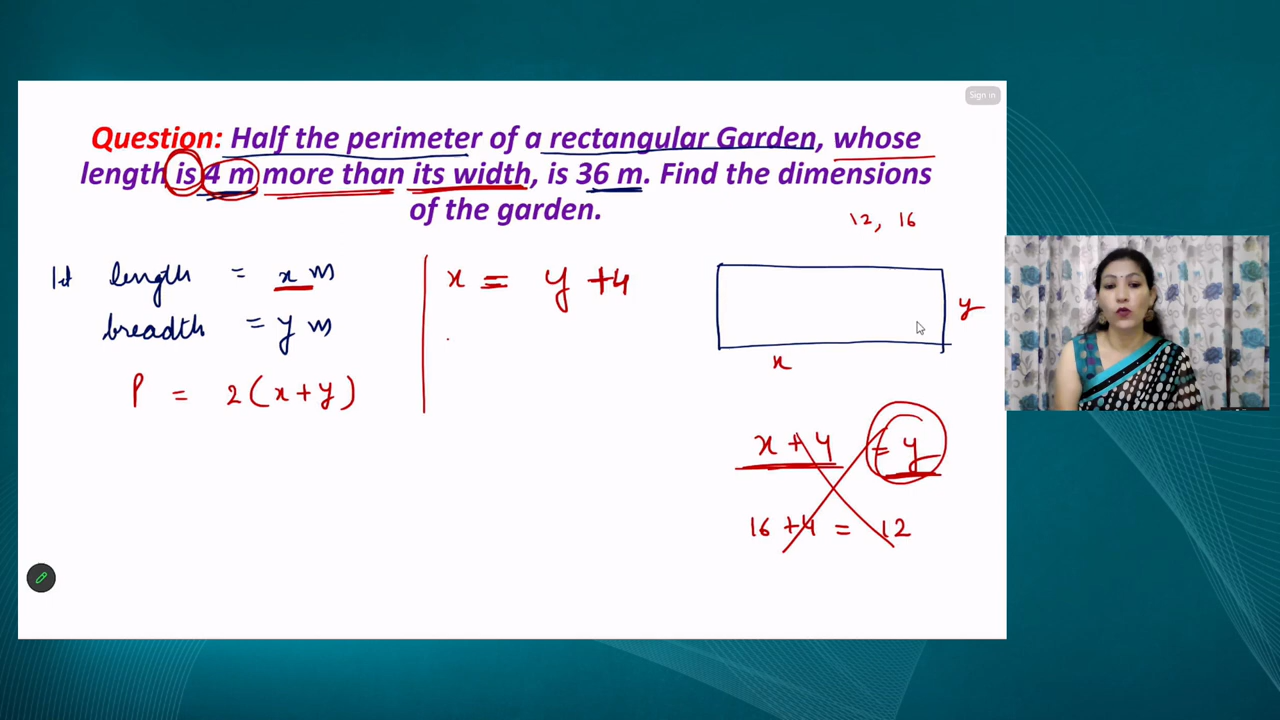 Sign in
Question: Half the perimeter of a rectangular Garden, whose
length is 4 m more than its width, is 36 m. Find the dimensions
of the garden.
12, 16
let length = x m
breadth = y m
P = 2(x+y)
x = y +4
y
x
x+4 = y
16 +4 = 12